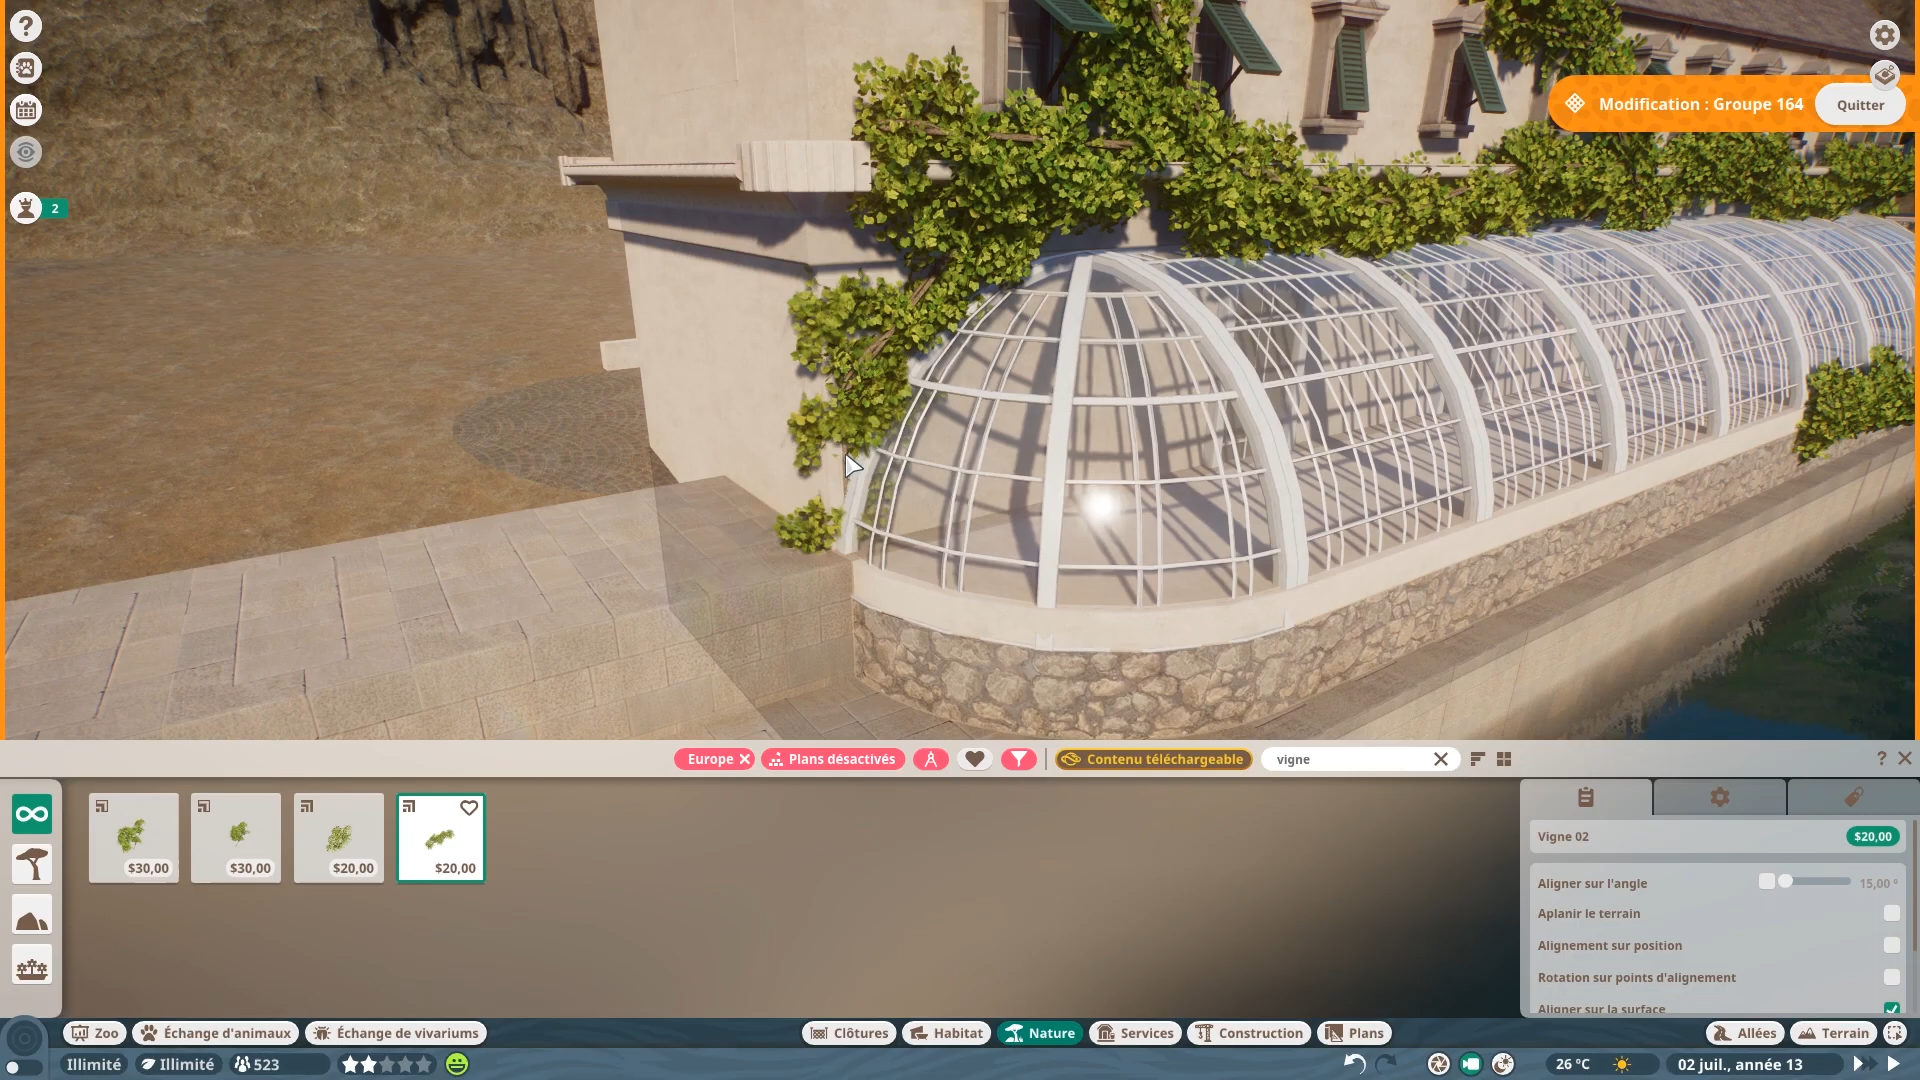 2
Modification : Groupe 164
Quitter
Europe
Plans désactivés
Contenu téléchargeable
vigne
$30,00
$30,00
$20,00
$20,00
Vigne 02
$20,00
Aligner sur l'angle
15,00 °
Aplanir le terrain
Alignement sur position
Rotation sur points d'alignement
Aligner sur la surface
Zoo
Échange d'animaux
Échange de vivariums
Clôtures
Habitat
Nature
Services
Construction
Plans
Allées
Terrain
Illimité
Illimité
523
26 °C
02 juil., année 13